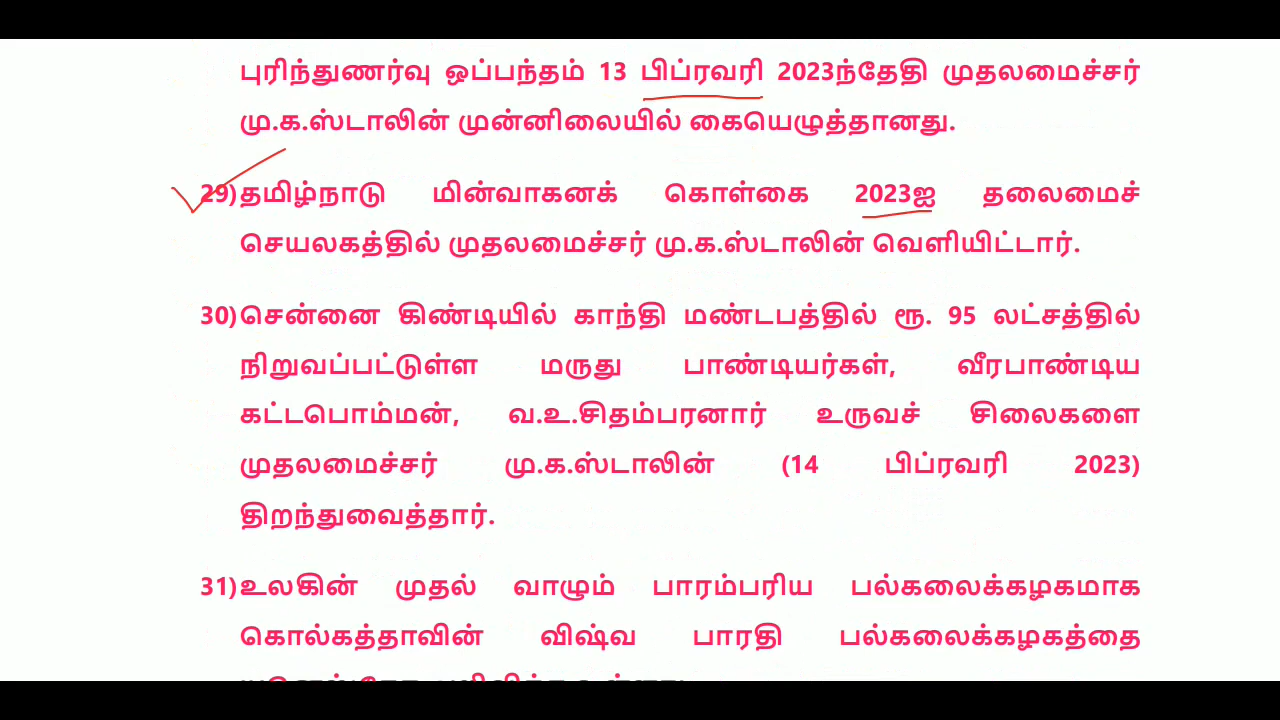 புரிந்துணர்வு ஒப்பந்தம் 13 பிப்ரவரி 2023ந்தேதி முதலமைச்சர்
மு.க.ஸ்டாலின் முன்னிலையில் கையெழுத்தானது.
29)தமிழ்நாடு மின்வாகனக் கொள்கை 2023ஐ தலைமைச்
செயலகத்தில் முதலமைச்சர் மு.க.ஸ்டாலின் வெளியிட்டார்.
30)சென்னை கிண்டியில் காந்தி மண்டபத்தில் ரூ. 95 லட்சத்தில்
நிறுவப்பட்டுள்ள மருது பாண்டியர்கள், வீரபாண்டிய
கட்டபொம்மன், வ.உ.சிதம்பரனார் உருவச் சிலைகளை
முதலமைச்சர் மு.க.ஸ்டாலின் (14 பிப்ரவரி 2023)
திறந்துவைத்தார்.
31)உலகின் முதல் வாழும் பாரம்பரிய பல்கலைக்கழகமாக
கொல்கத்தாவின் விஷ்வ பாரதி பல்கலைக்கழகத்தை